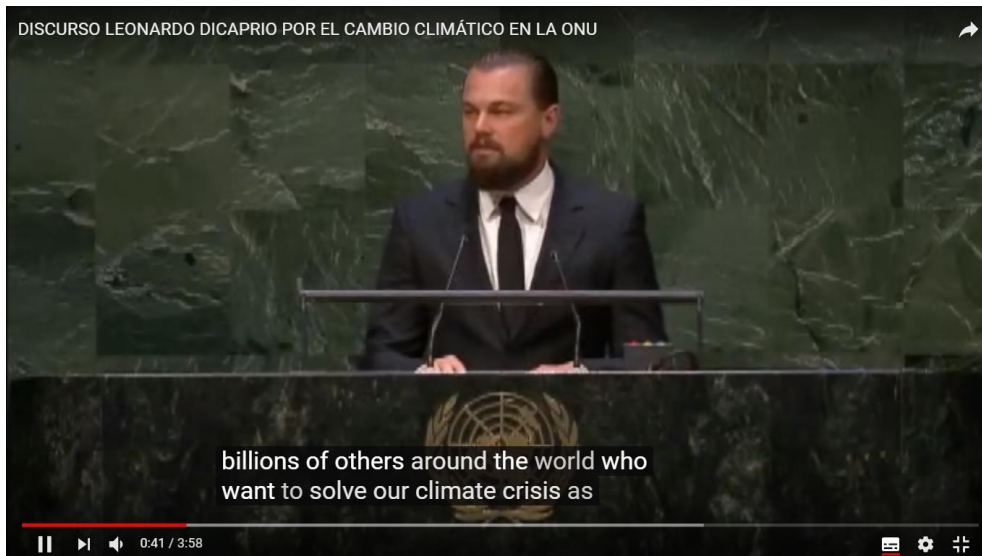 DISCURSO LEONARDO DICAPRIO POR EL CAMBIO CLIMÁTICO EN LA ONU
billions of others around the world who
want to solve our climate crisis as
0:41 / 3:58